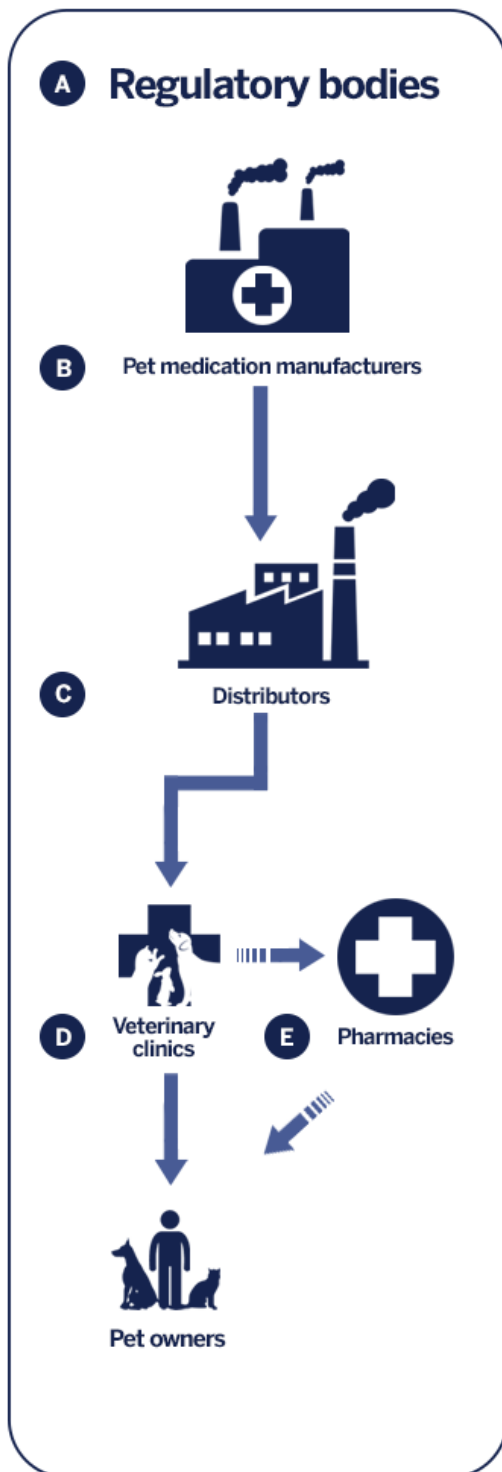 A Regulatory bodies
B Pet medication manufacturers
C Distributors
D Veterinary
clinics
E Pharmacies
Pet owners